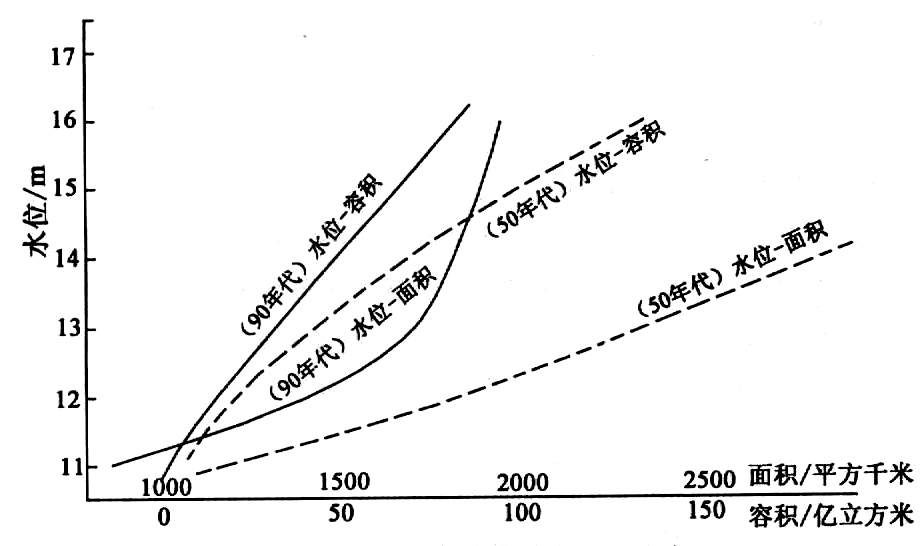 17
16
15
14
13
12
11
水位/m
(90年代) 水位-容积
(50年代) 水位-容积
(90年代) 水位-面积
(50年代) 水位-面积
1000 1500 2000 2500 面积/平方千米
0 50 100 150 容积/亿立方米